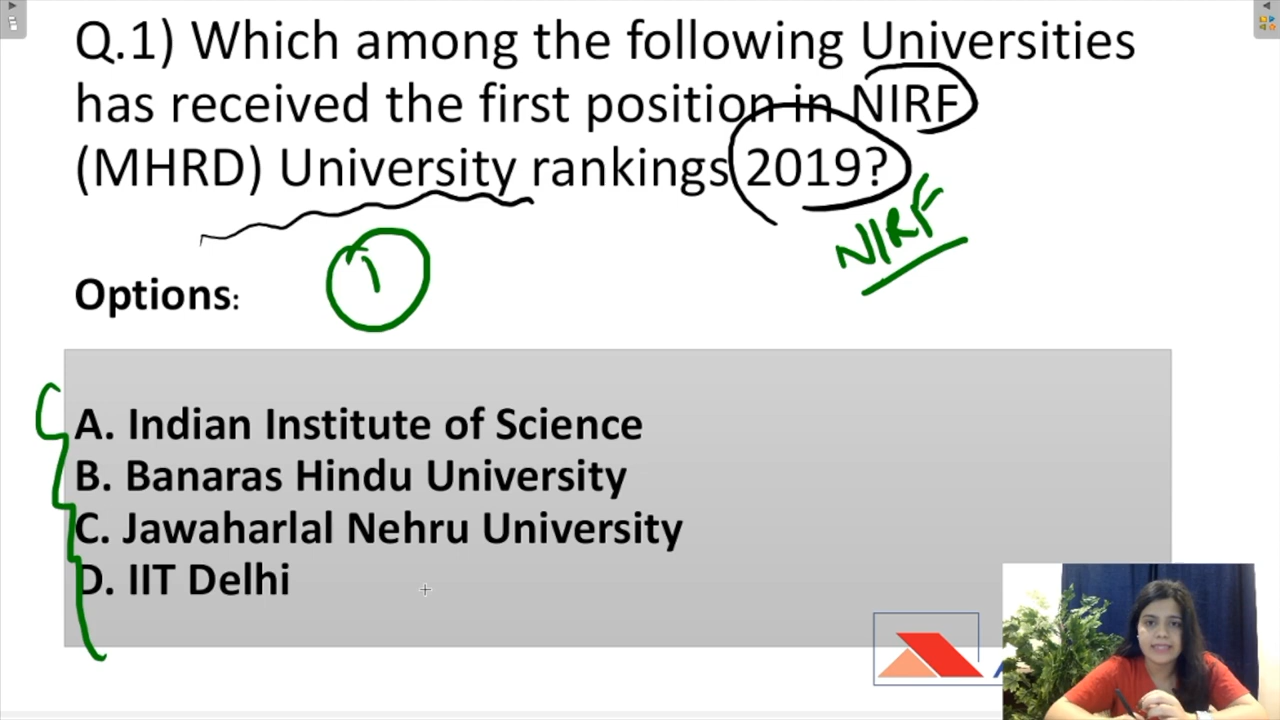 Q.1) Which among the following Universities
has received the first position in NIRF
(MHRD) University rankings 2019?
NIRF
1
Options:
A. Indian Institute of Science
B. Banaras Hindu University
C. Jawaharlal Nehru University
D. IIT Delhi